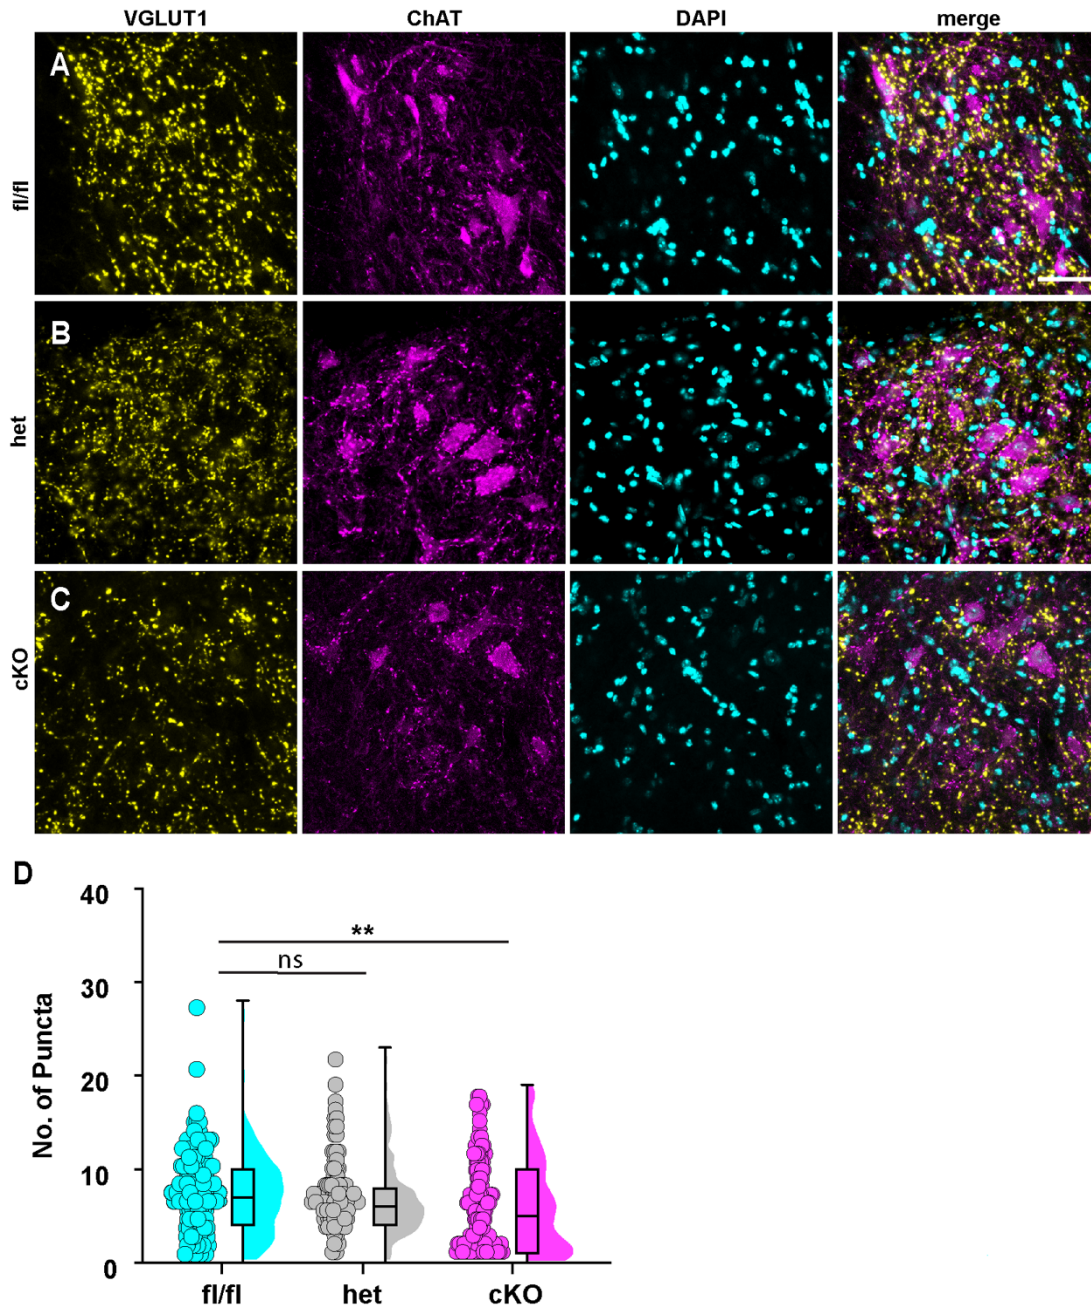 VGLUT1 ChAT DAPI merge
A
fl/fl
B
het
C
cKO
D
40
**
ns
30
No. of Puncta
20
10
0
fl/fl het cKO